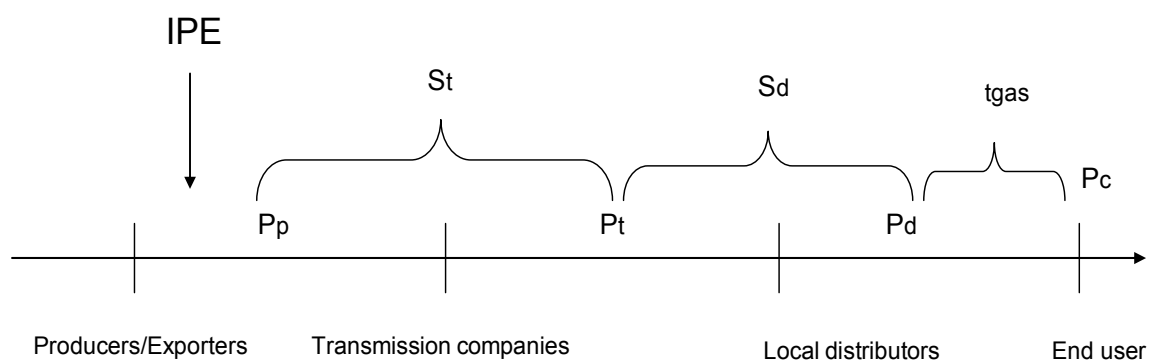 IPE
St
Sd
tgas
Pp
Pt
Pd
Pc
Producers/Exporters
Transmission companies
Local distributors
End user